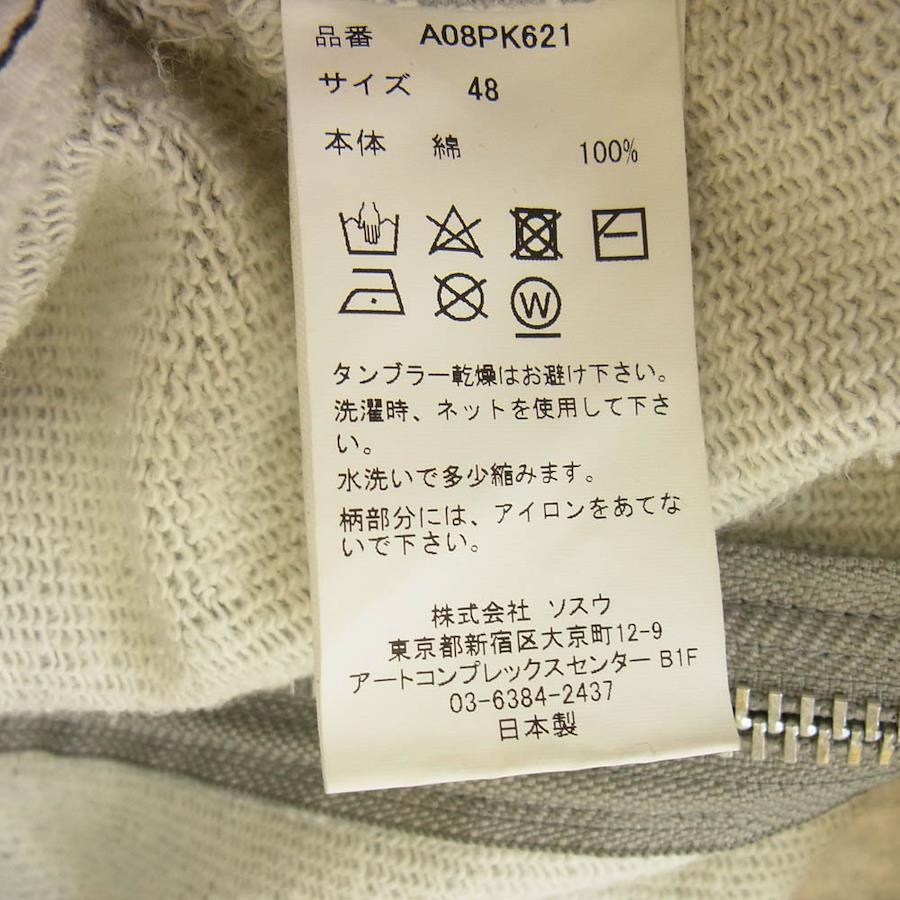 品番 A08PK621
サイズ 48
本体 綿 100%
W
タンブラー乾燥はお避け下さい。
洗濯時、ネットを使用して下さ
い。
水洗いで多少縮みます。
柄部分には、アイロンをあてな
いで下さい。
株式会社 ソスウ
東京都新宿区大京町12-9
アートコンプレックスセンター B1F
03-6384-2437
日本製